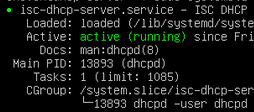 ● isc-dhcp-server.service - ISC DHCP
Loaded: loaded (/lib/systemd/syste
Active: active (running) since Fri
Docs: man:dhcpd(8)
Main PID: 13893 (dhcpd)
Tasks: 1 (limit: 1085)
CGroup: /system.slice/isc-dhcp-ser
└─13893 dhcpd -user dhcpd